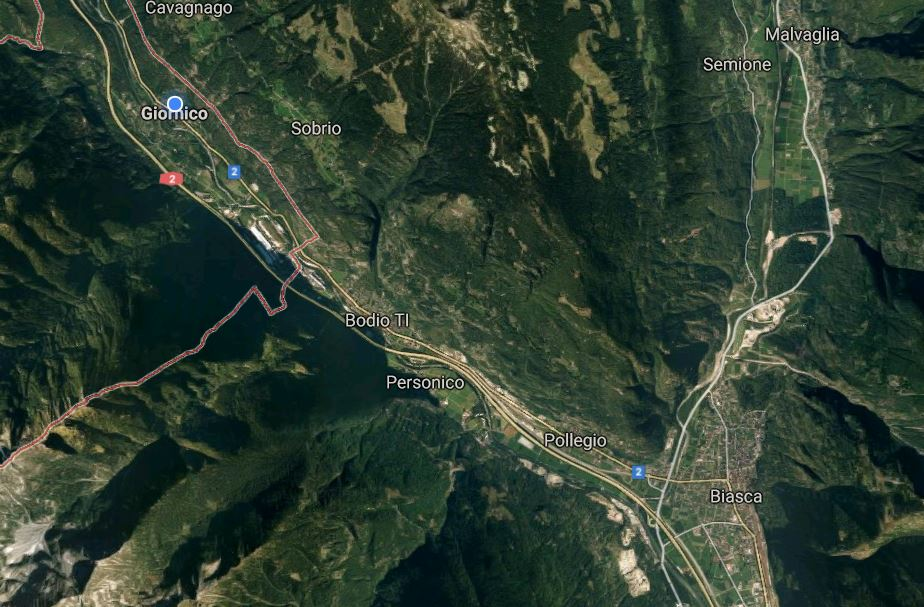 Cavagnago
Malvaglia
Semione
Giornico
Sobrio
2
2
Bodio TI
Personico
Pollegio
2
Biasca